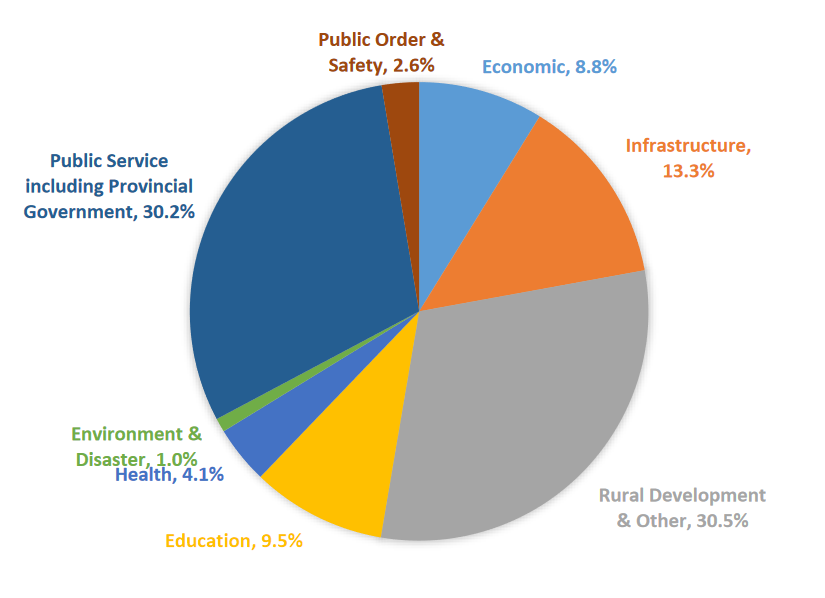 Public Order &
Safety, 2.6%
Economic, 8.8%
Infrastructure,
13.3%
Public Service
including Provincial
Government, 30.2%
Environment &
Disaster, 1.0%
Health, 4.1%
Rural Development
& Other, 30.5%
Education, 9.5%